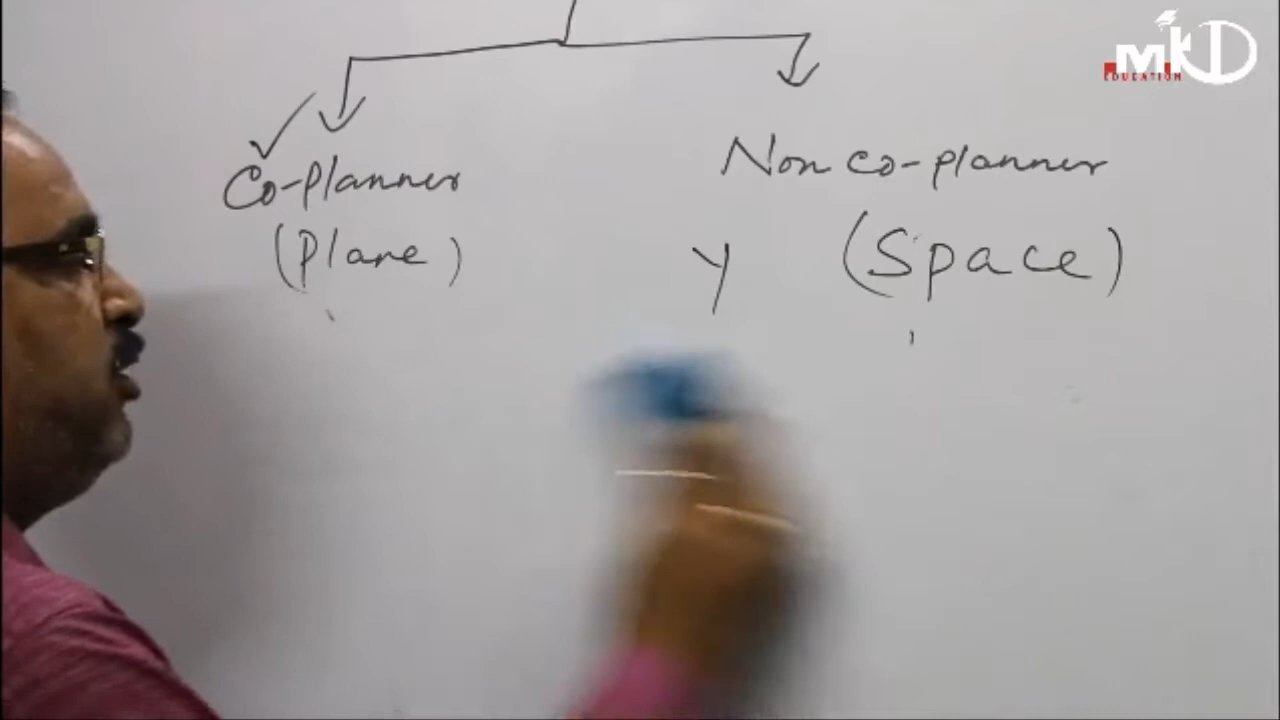 MKD
EDUCATION
Co-planner
Non co-planner
(Plane)
y
(Space)